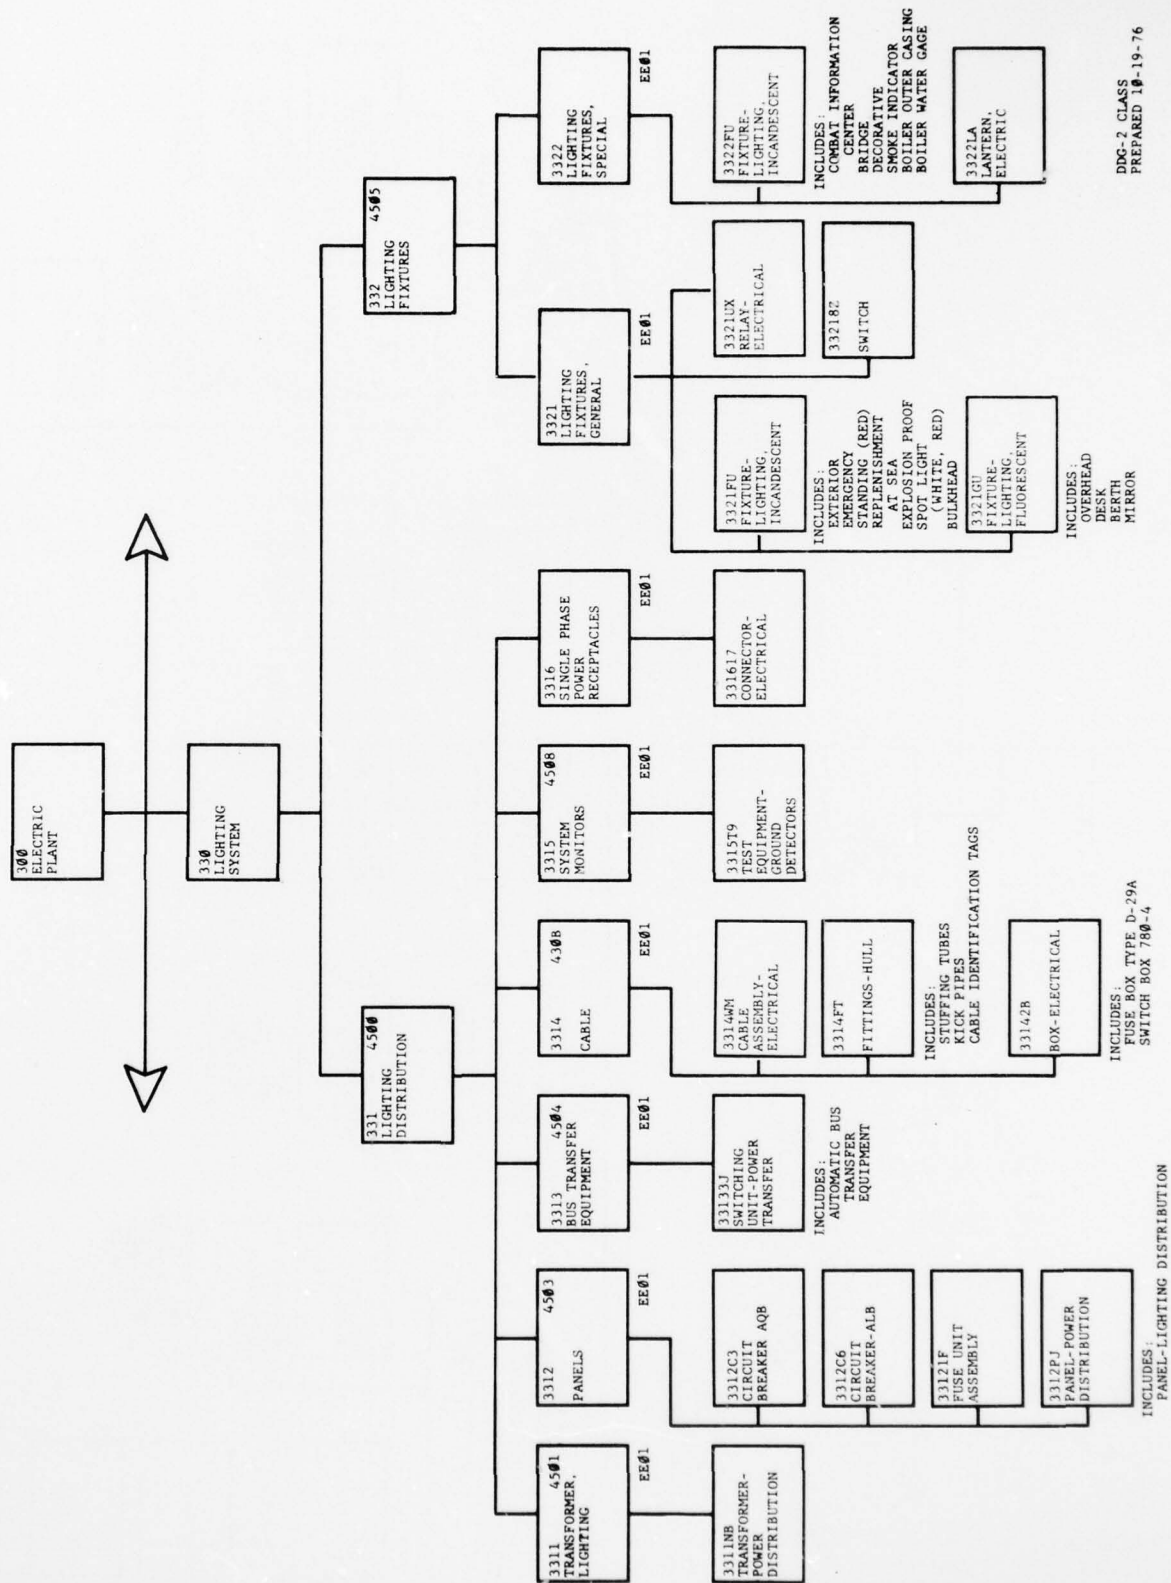 300
ELECTRIC
PLANT
330
LIGHTING
SYSTEM
331 4500
LIGHTING
DISTRIBUTION
332 4505
LIGHTING
FIXTURES
3311 4501
TRANSFORMER,
LIGHTING
EE01
3312 4503
PANELS
EE01
3313 4504
BUS TRANSFER
EQUIPMENT
EE01
3314 430B
CABLE
EE01
3315 4508
SYSTEM
MONITORS
EE01
3316
SINGLE PHASE
POWER
RECEPTACLES
EE01
3321
LIGHTING
FIXTURES,
GENERAL
EE01
3322
LIGHTING
FIXTURES,
SPECIAL
EE01
3311NB
TRANSFORMER-
POWER
DISTRIBUTION
3312C3
CIRCUIT
BREAKER AQB
3312C6
CIRCUIT
BREAKER-ALB
33121F
FUSE UNIT
ASSEMBLY
3312PJ
PANEL-POWER
DISTRIBUTION
INCLUDES:
PANEL-LIGHTING DISTRIBUTION
33133J
SWITCHING
UNIT-POWER
TRANSFER
INCLUDES:
AUTOMATIC BUS
TRANSFER
EQUIPMENT
3314WM
CABLE
ASSEMBLY-
ELECTRICAL
3314FT
FITTINGS-HULL
INCLUDES:
STUFFING TUBES
KICK PIPES
CABLE IDENTIFICATION TAGS
33142B
BOX-ELECTRICAL
INCLUDES:
FUSE BOX TYPE D-29A
SWITCH BOX 780-4
3315T9
TEST
EQUIPMENT-
GROUND
DETECTORS
331617
CONNECTOR-
ELECTRICAL
3321FU
FIXTURE-
LIGHTING,
INCANDESCENT
INCLUDES:
EXTERIOR
EMERGENCY
STANDING (RED)
REPLENISHMENT
AT SEA
EXPLOSION PROOF
SPOT LIGHT
(WHITE, RED)
BULKHEAD
3321GU
FIXTURE-
LIGHTING,
FLUORESCENT
INCLUDES:
OVERHEAD
DESK
BERTH
MIRROR
3321UX
RELAY-
ELECTRICAL
33218Z
SWITCH
3322FU
FIXTURE-
LIGHTING,
INCANDESCENT
INCLUDES:
COMBAT INFORMATION
CENTER
BRIDGE
DECORATIVE
SMOKE INDICATOR
BOILER OUTER CASING
BOILER WATER GAGE
3322LA
LANTERN,
ELECTRIC
DDG-2 CLASS
PREPARED 10-19-76